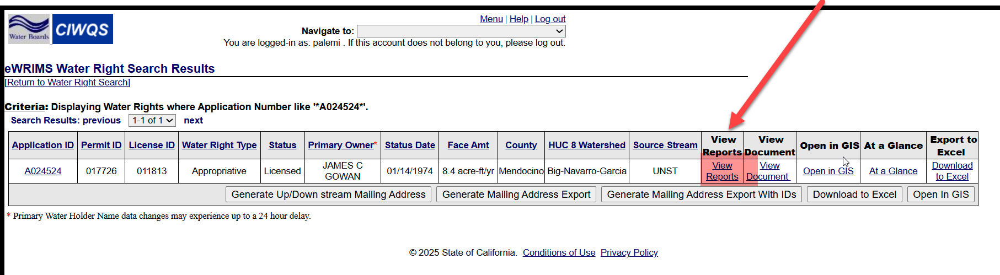 Water Boards CIWQS
Menu | Help | Log out
Navigate to:
You are logged-in as: palemi . If this account does not belong to you, please log out.
eWRIMS Water Right Search Results
[Return to Water Right Search]
Criteria: Displaying Water Rights where Application Number like '*A024524*'.
Search Results: previous 1-1 of 1 next
Application ID Permit ID License ID Water Right Type Status Primary Owner* Status Date Face Amt County HUC 8 Watershed Source Stream View Reports View Document Open in GIS At a Glance Export to Excel
A024524 017726 011813 Appropriative Licensed JAMES C GOWAN 01/14/1974 8.4 acre-ft/yr Mendocino Big-Navarro-Garcia UNST View Reports View Document Open in GIS At a Glance Download to Excel
Generate Up/Down stream Mailing Address Generate Mailing Address Export Generate Mailing Address Export With IDs Download to Excel Open In GIS
* Primary Water Holder Name data changes may experience up to a 24 hour delay.
© 2025 State of California. Conditions of Use Privacy Policy